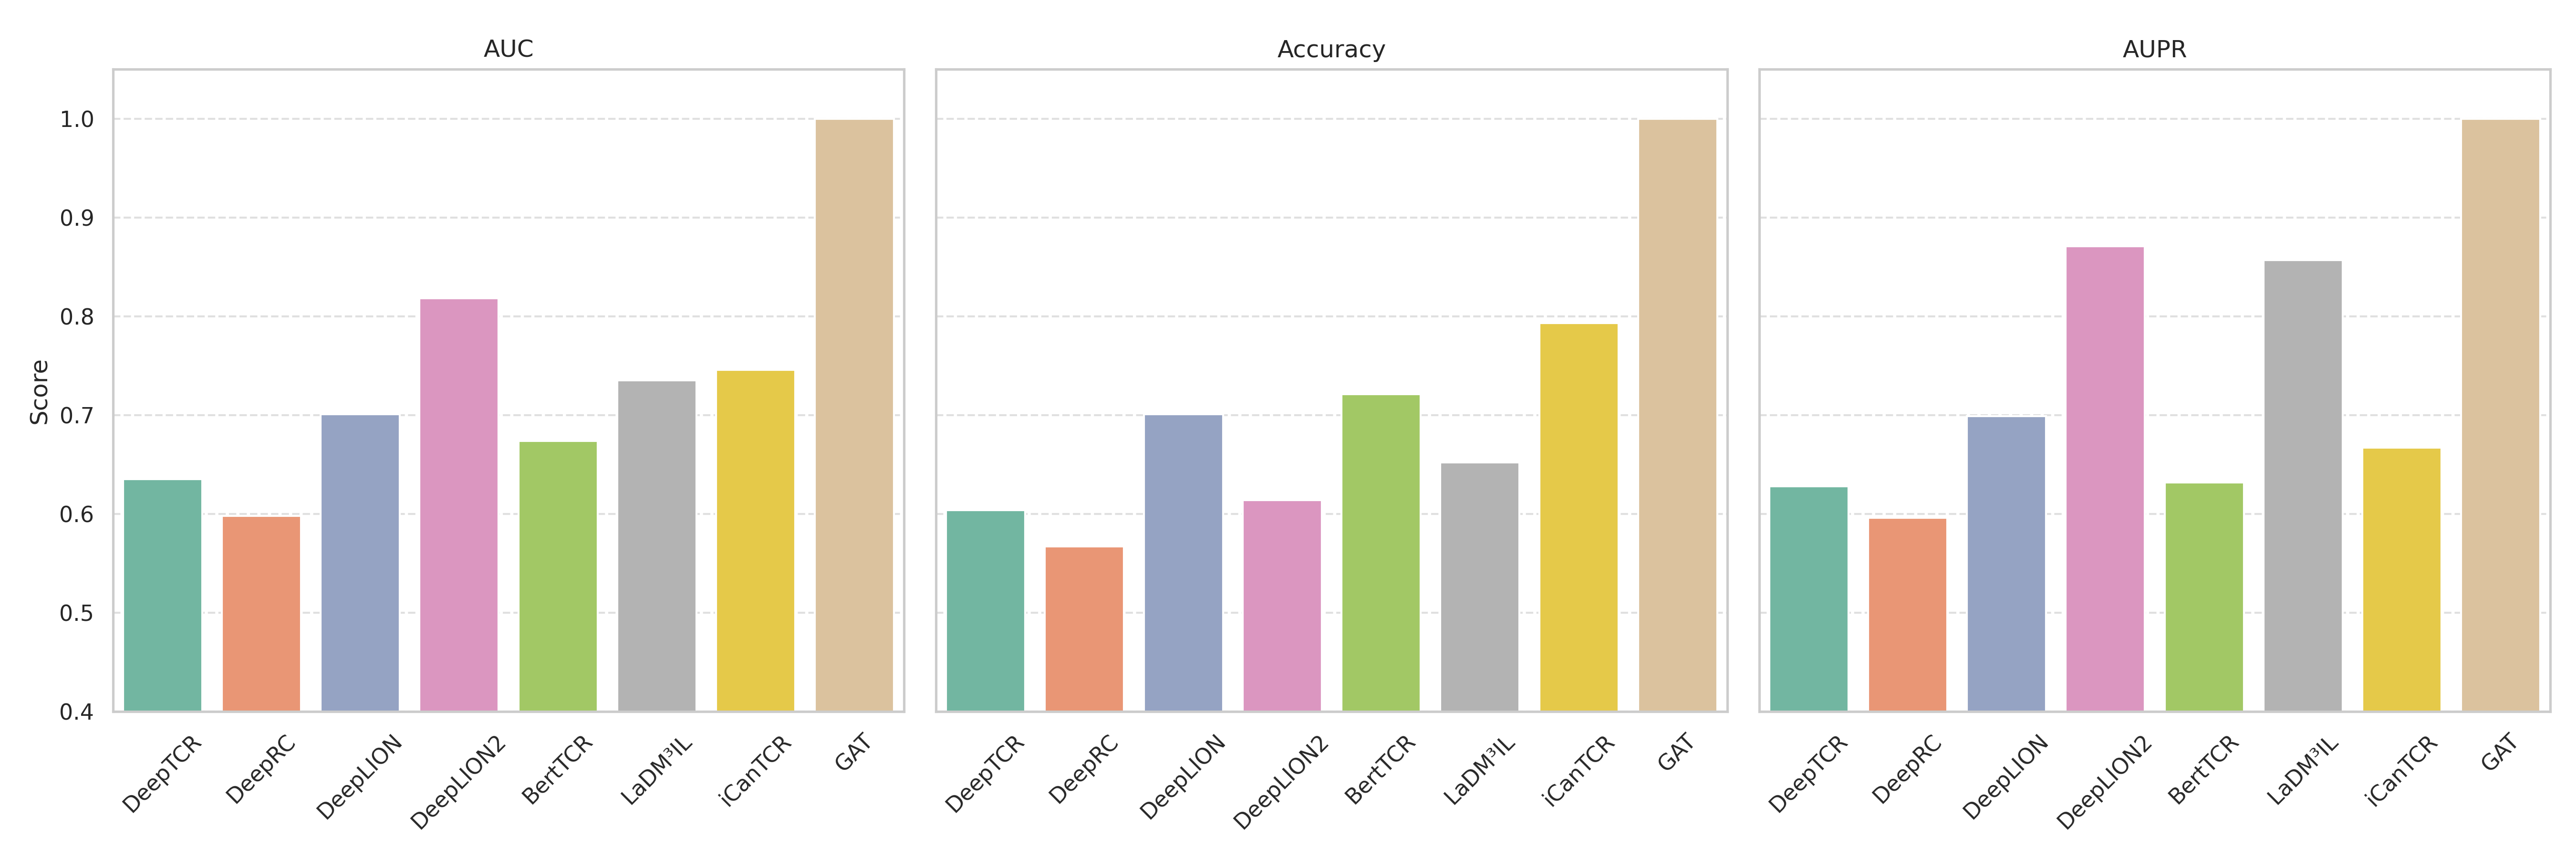 AUC
Accuracy
AUPR
Score
1.0
0.9
0.8
0.7
0.6
0.5
0.4
DeepTCR
DeepRC
DeepLION
DeepLION2
BertTCR
LaDM³IL
iCanTCR
GAT
DeepTCR
DeepRC
DeepLION
DeepLION2
BertTCR
LaDM³IL
iCanTCR
GAT
DeepTCR
DeepRC
DeepLION
DeepLION2
BertTCR
LaDM³IL
iCanTCR
GAT